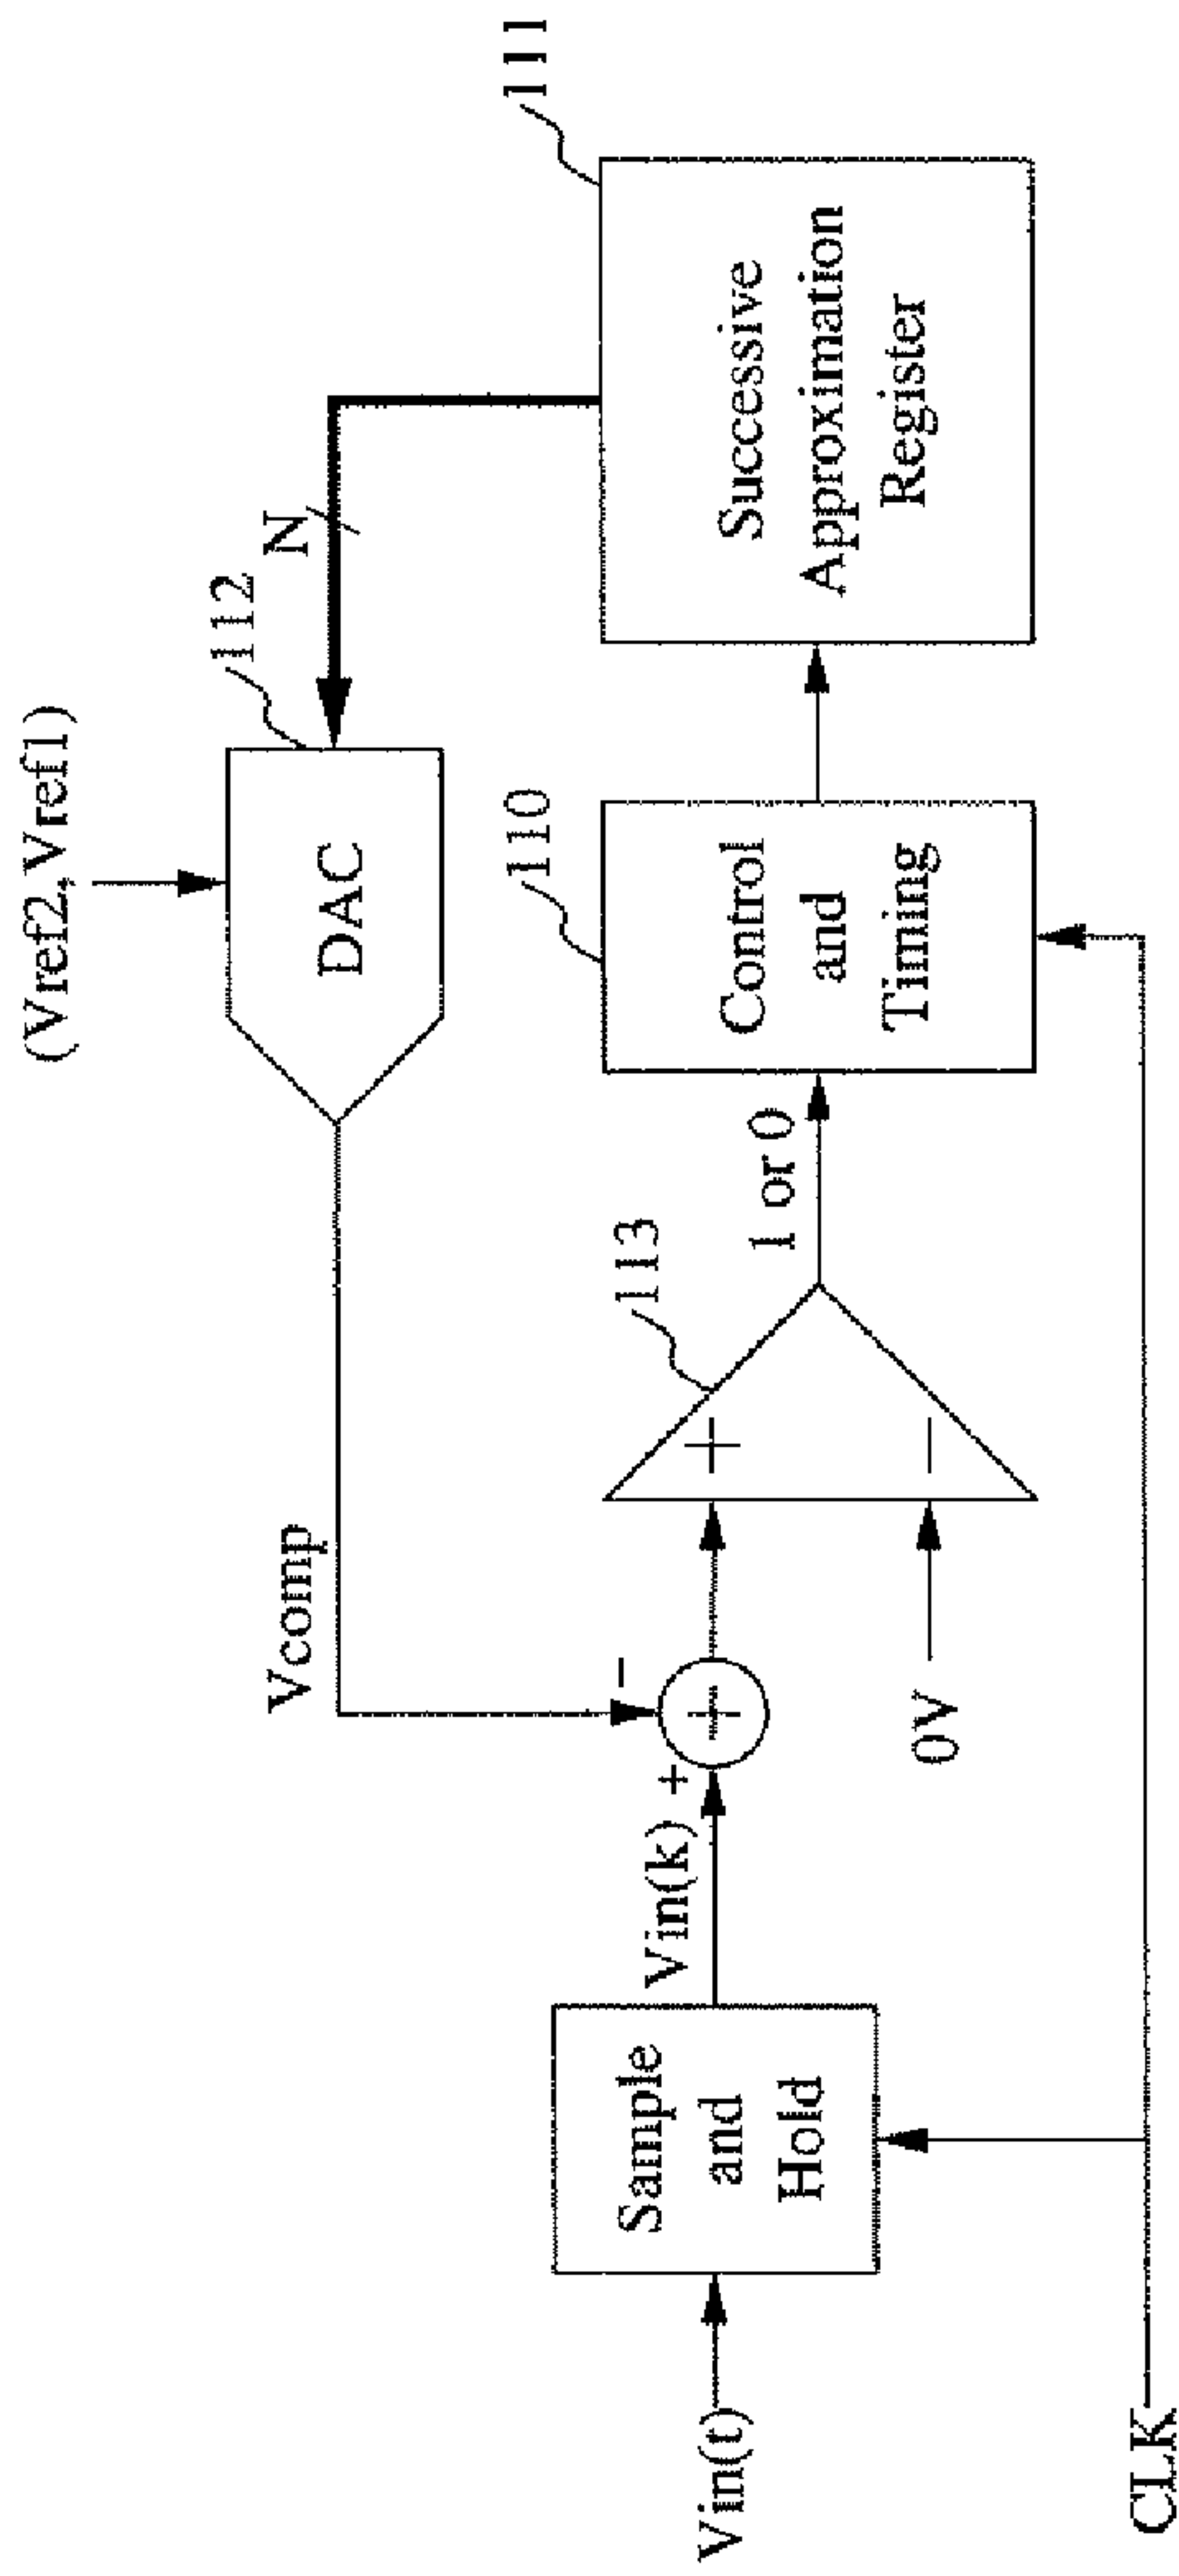 (Vref2,Vref1)
112
N
DAC
Vcomp
111
Successive
Approximation
Register
110
Control
and
Timing
113
1 or 0
+
−
0V
−
+
+
Vin(k)
Sample
and
Hold
Vin(t)
CLK